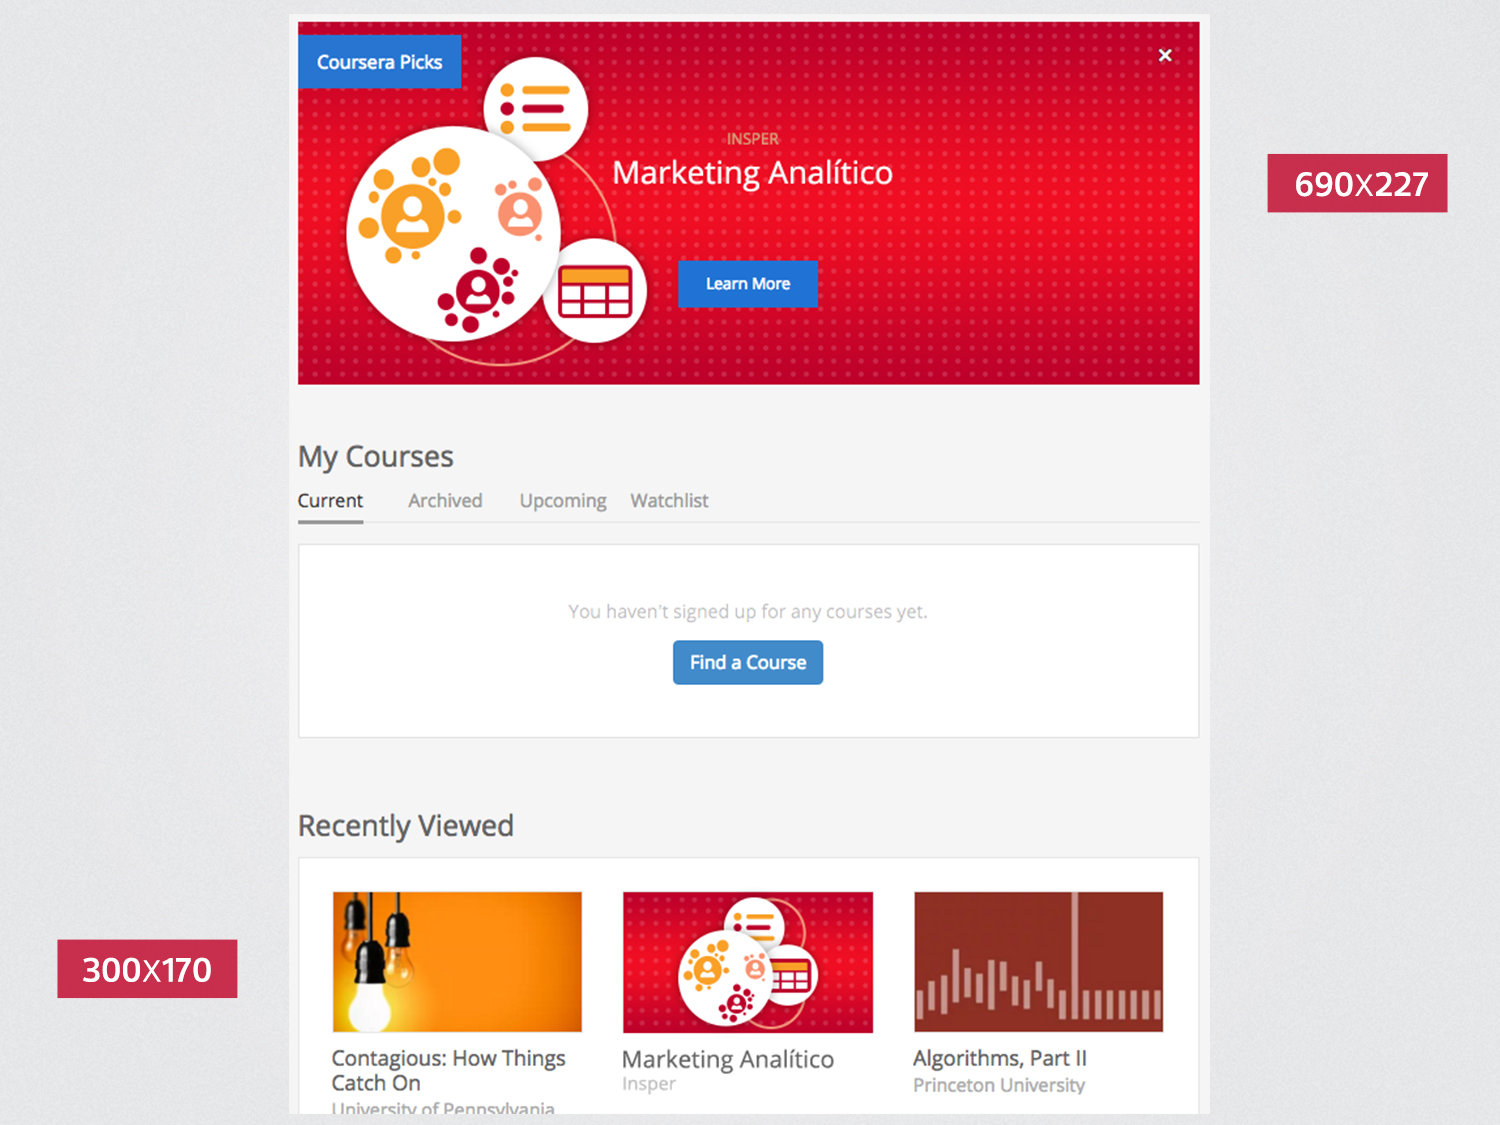 Coursera Picks
×
INSPER
Marketing Analítico
Learn More
690X227
My Courses
Current Archived Upcoming Watchlist
You haven't signed up for any courses yet.
Find a Course
Recently Viewed
300X170
Contagious: How Things
Catch On
University of Pennsylvania
Marketing Analítico
Insper
Algorithms, Part II
Princeton University